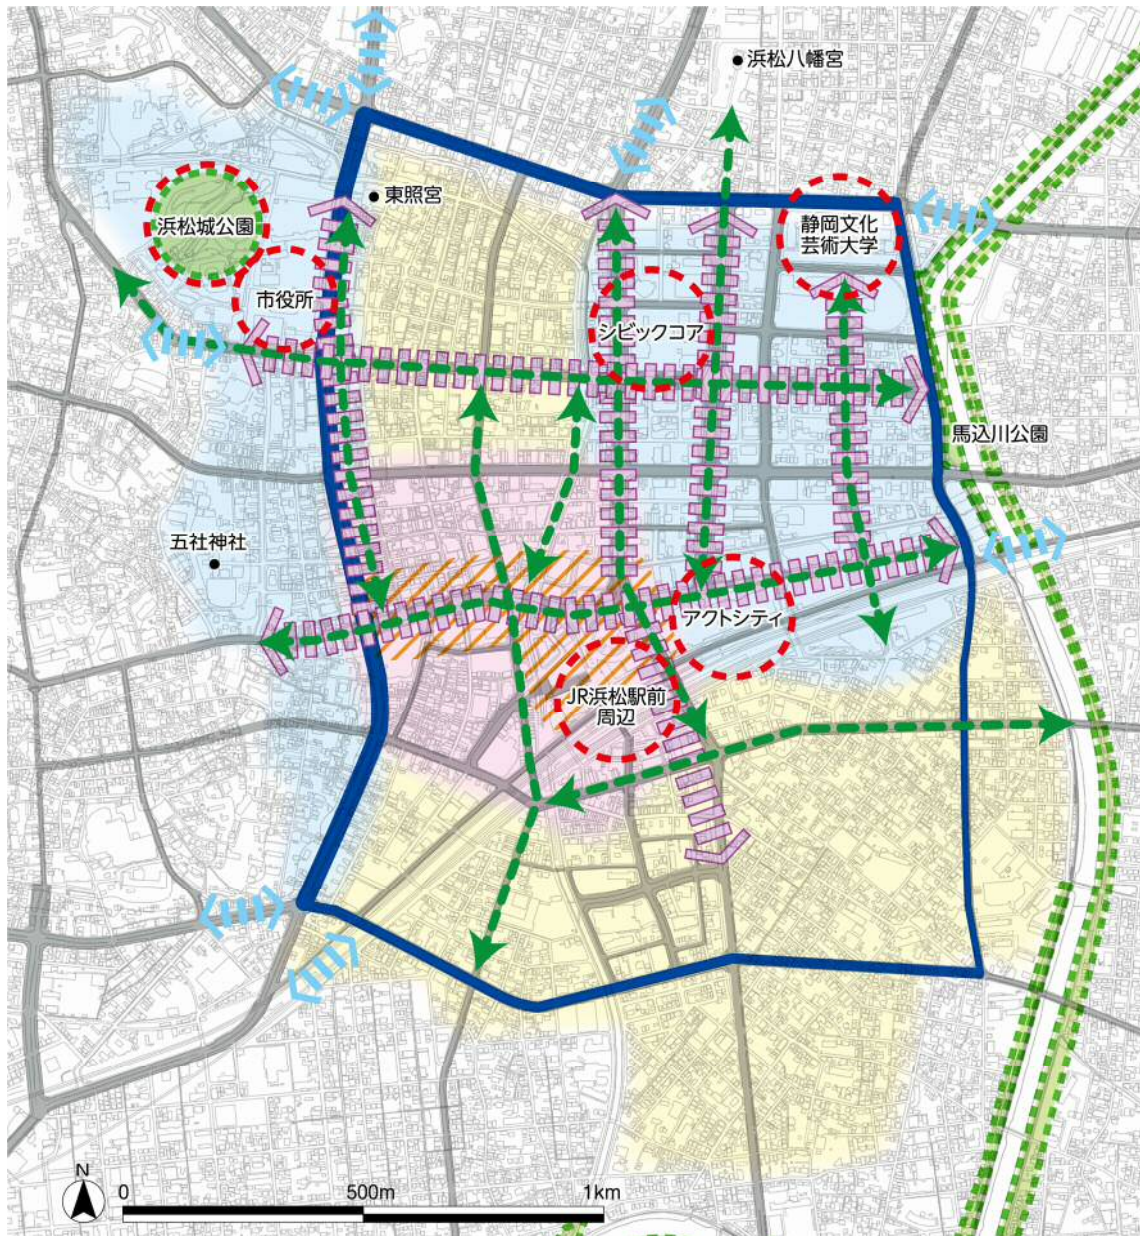 浜松八幡宮
東照宮
浜松城公園
静岡文化
芸術大学
市役所
シビックコア
馬込川公園
五社神社
アクトシティ
JR浜松駅前
周辺
N
0
500m
1km